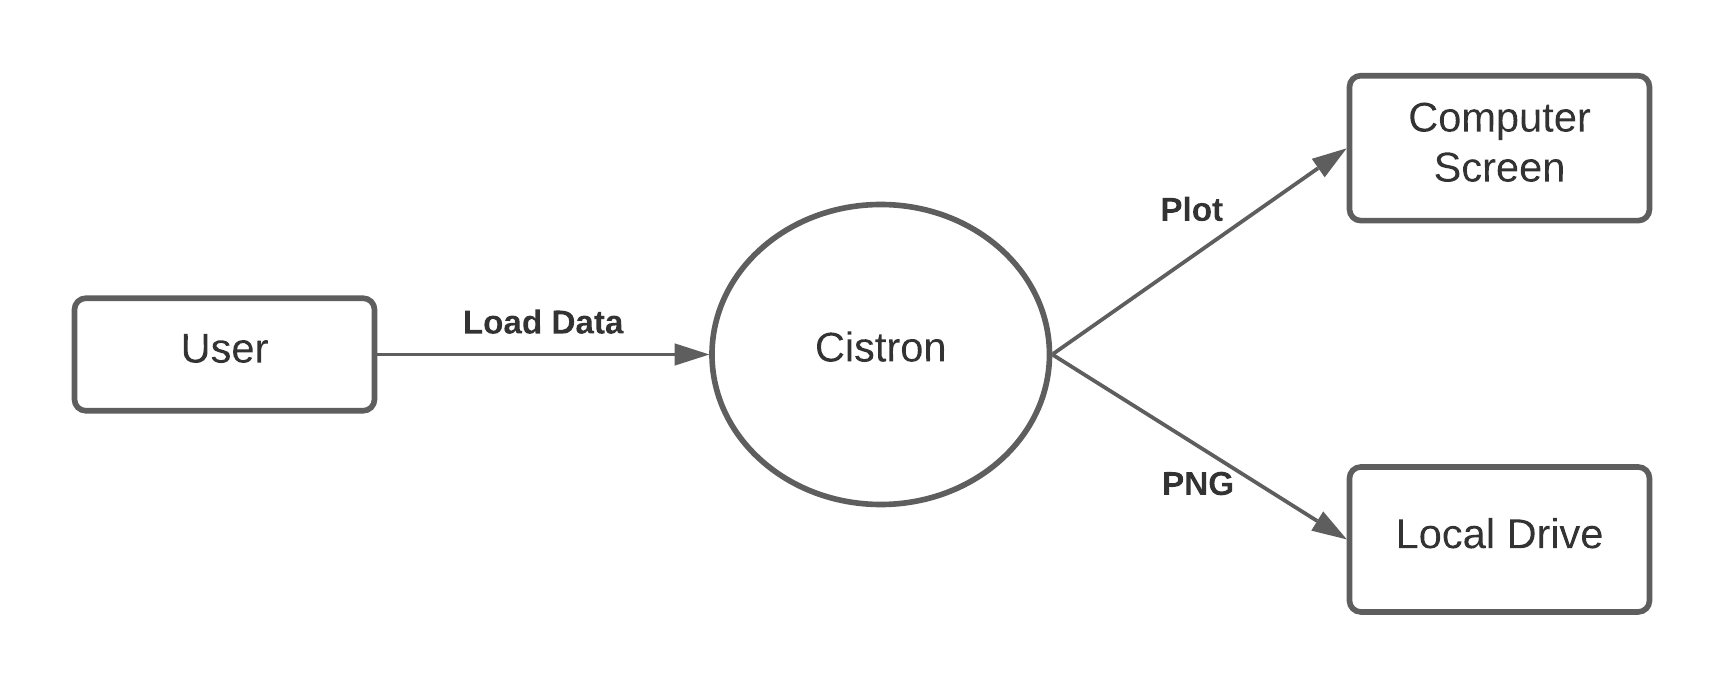 User
Load Data
Cistron
Plot
Computer
Screen
PNG
Local Drive